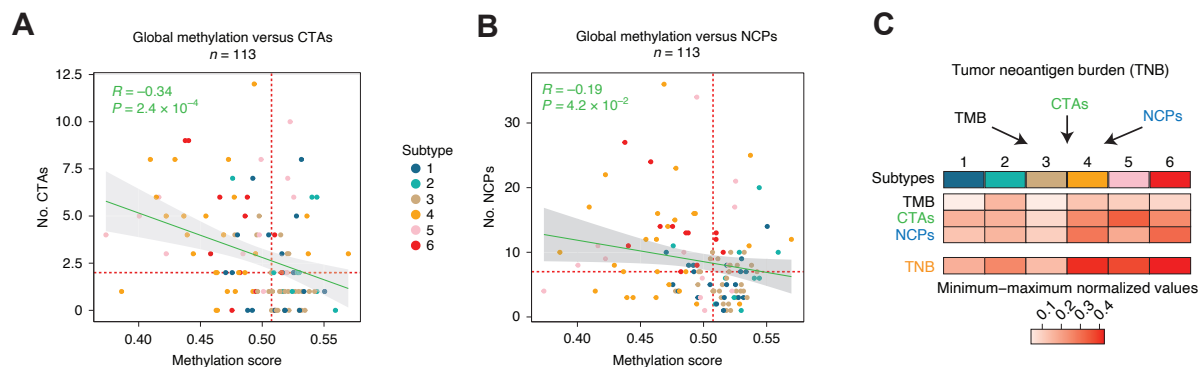 A
Global methylation versus CTAs
n = 113
R = –0.34
P = 2.4 × 10⁻⁴
12.5
10.0
7.5
5.0
2.5
0
No. CTAs
0.40 0.45 0.50 0.55
Methylation score
Subtype
1
2
3
4
5
6
B
Global methylation versus NCPs
n = 113
R = –0.19
P = 4.2 × 10⁻²
30
20
10
0
No. NCPs
0.40 0.45 0.50 0.55
Methylation score
C
Tumor neoantigen burden (TNB)
CTAs
TMB NCPs
1 2 3 4 5 6
Subtypes
TMB
CTAs
NCPs
TNB
Minimum–maximum normalized values
0.1 0.2 0.3 0.4